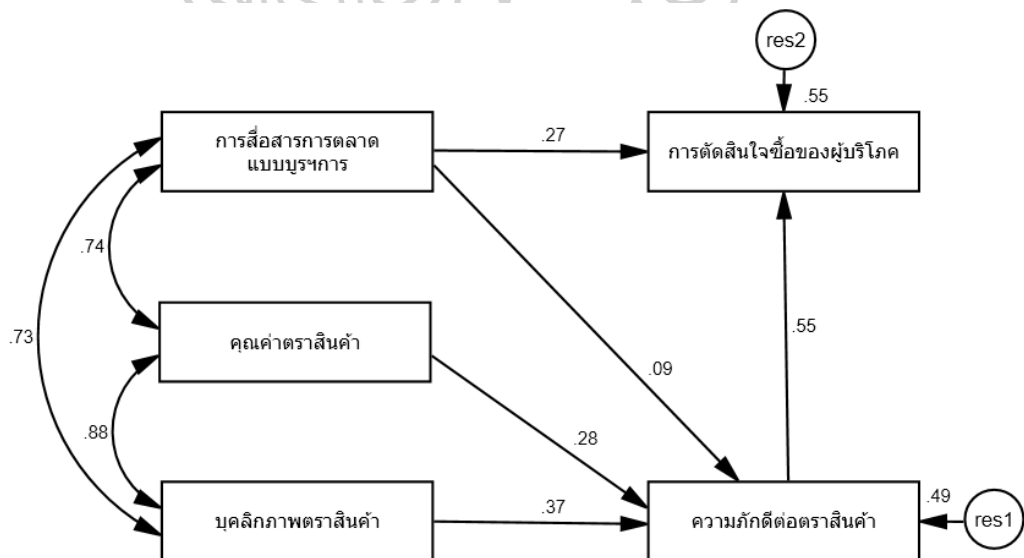 res2
.55
การสื่อสารการตลาด
แบบบูรฯการ
.27
การตัดสินใจซื้อของผู้บริโภค
.74
.73
คุณค่าตราสินค้า
.55
.09
.88
.28
บุคลิกภาพตราสินค้า
.37
ความภักดีต่อตราสินค้า
.49
res1